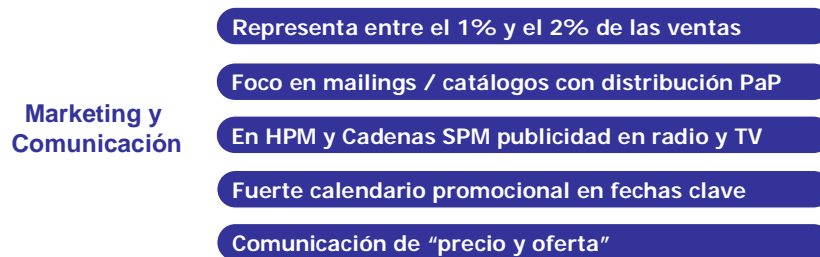 Marketing y
Comunicación
Representa entre el 1% y el 2% de las ventas
Foco en mailings / catálogos con distribución PaP
En HPM y Cadenas SPM publicidad en radio y TV
Fuerte calendario promocional en fechas clave
Comunicación de “precio y oferta”